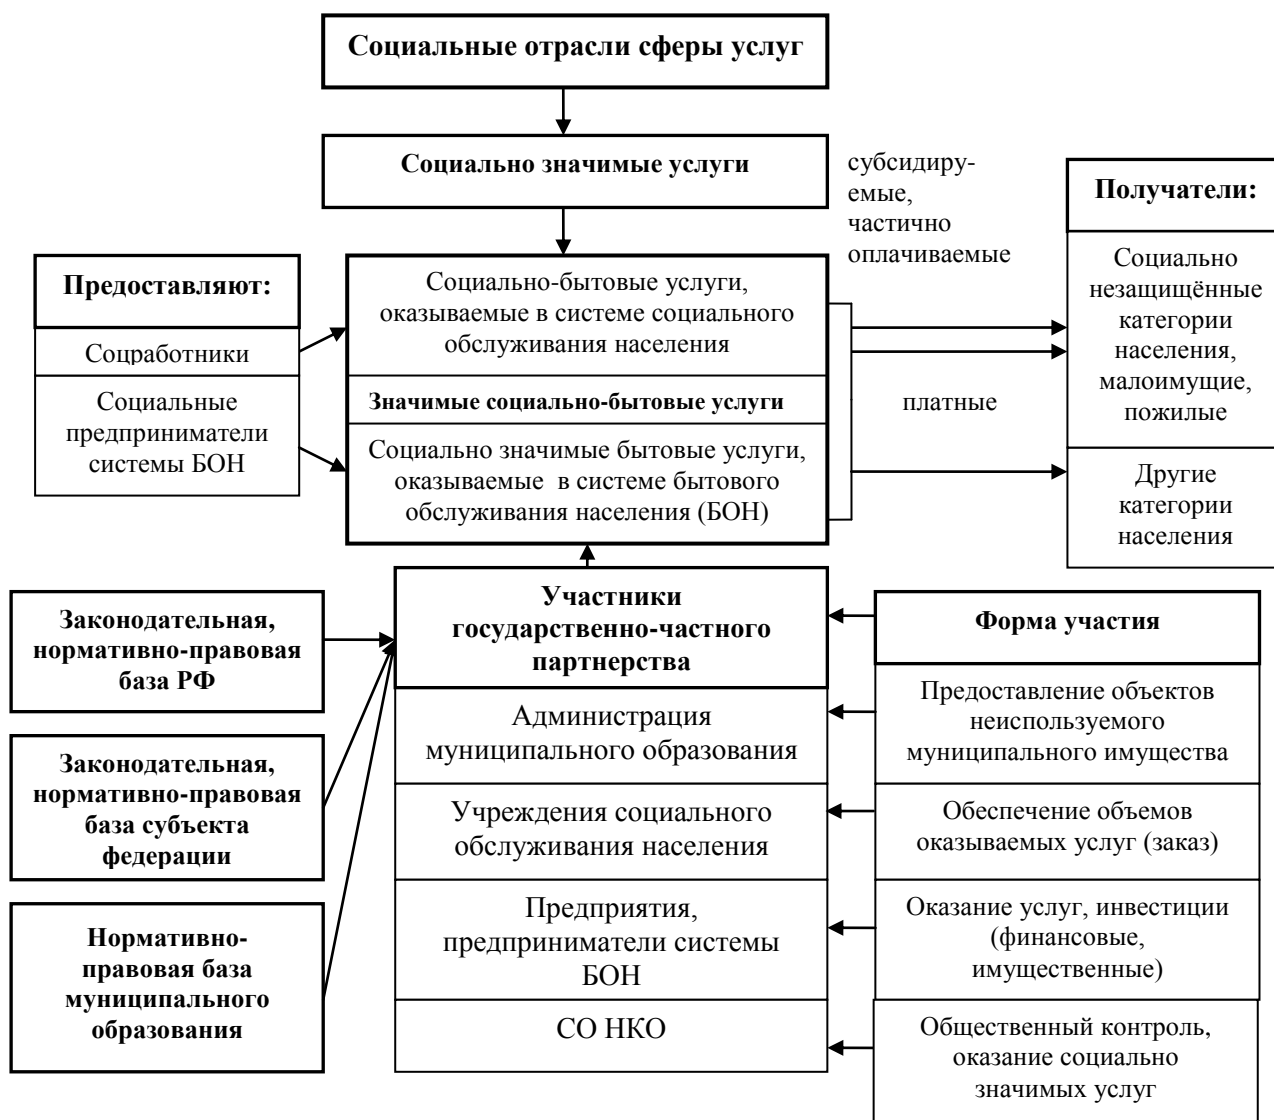 Социальные отрасли сферы услуг
Социально значимые услуги
субсидиру-
емые,
частично
оплачиваемые
Получатели:
Социально
незащищённые
категории
населения,
малоимущие,
пожилые
Другие
категории
населения
Предоставляют:
Соцработники
Социальные
предприниматели
системы БОН
Социально-бытовые услуги,
оказываемые в системе социального
обслуживания населения
Значимые социально-бытовые услуги
Социально значимые бытовые услуги,
оказываемые в системе бытового
обслуживания населения (БОН)
платные
Законодательная,
нормативно-правовая
база РФ
Законодательная,
нормативно-правовая
база субъекта
федерации
Нормативно-
правовая база
муниципального
образования
Участники
государственно-частного
партнерства
Администрация
муниципального образования
Учреждения социального
обслуживания населения
Предприятия,
предприниматели системы
БОН
СО НКО
Форма участия
Предоставление объектов
неиспользуемого
муниципального имущества
Обеспечение объемов
оказываемых услуг (заказ)
Оказание услуг, инвестиции
(финансовые,
имущественные)
Общественный контроль,
оказание социально
значимых услуг